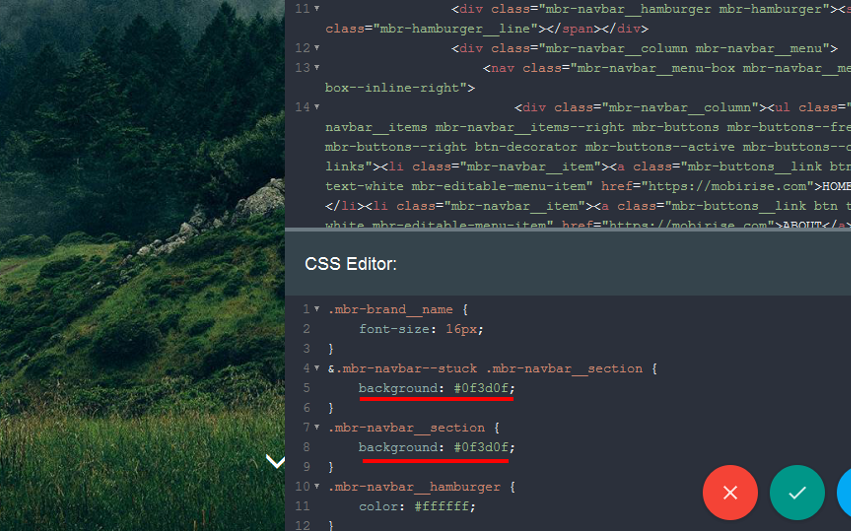 11 <div class="mbr-navbar__hamburger mbr-hamburger"><s
class="mbr-hamburger__line"></span></div>
12 <div class="mbr-navbar__column mbr-navbar__menu">
13 <nav class="mbr-navbar__menu-box mbr-navbar__me
box--inline-right">
14 <div class="mbr-navbar__column"><ul class="
navbar__items mbr-navbar__items--right mbr-buttons mbr-buttons--fre
mbr-buttons--right btn-decorator mbr-buttons--active mbr-buttons--o
links"><li class="mbr-navbar__item"><a class="mbr-buttons__link btn
text-white mbr-editable-menu-item" href="https://mobirise.com">HOME
</li><li class="mbr-navbar__item"><a class="mbr-buttons__link btn t
white mbr-editable-menu-item" href="https://mobirise.com">ABOUT</a>
CSS Editor:
1 .mbr-brand__name {
2 font-size: 16px;
3 }
4 &.mbr-navbar--stuck .mbr-navbar__section {
5 background: #0f3d0f;
6 }
7 .mbr-navbar__section {
8 background: #0f3d0f;
9 }
10 .mbr-navbar__hamburger {
11 color: #ffffff;
12 }